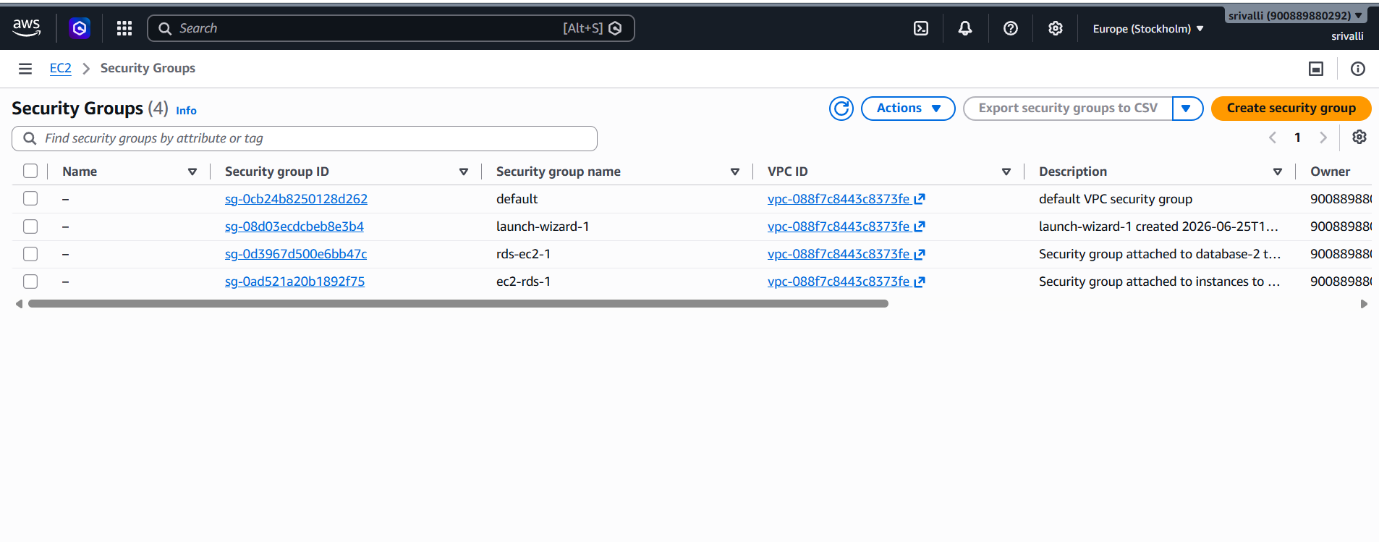 aws
Search [Alt+S]
Europe (Stockholm)
srivalli (900889880292)
srivalli
EC2 Security Groups
Security Groups (4) Info
Actions Export security groups to CSV Create security group
Find security groups by attribute or tag
1
Name Security group ID Security group name VPC ID Description Owner
– sg-0cb24b8250128d262 default vpc-088f7c8443c8373fe default VPC security group 900889880
– sg-08d03ecdcbeb8e3b4 launch-wizard-1 vpc-088f7c8443c8373fe launch-wizard-1 created 2026-06-25T1... 900889880
– sg-0d3967d500e6bb47c rds-ec2-1 vpc-088f7c8443c8373fe Security group attached to database-2 t... 900889880
– sg-0ad521a20b1892f75 ec2-rds-1 vpc-088f7c8443c8373fe Security group attached to instances to ... 900889880